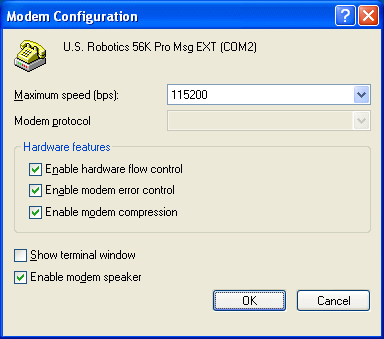 Modem Configuration
U.S. Robotics 56K Pro Msg EXT (COM2)
Maximum speed (bps): 115200
Modem protocol
Hardware features
Enable hardware flow control
Enable modem error control
Enable modem compression
Show terminal window
Enable modem speaker
OK Cancel